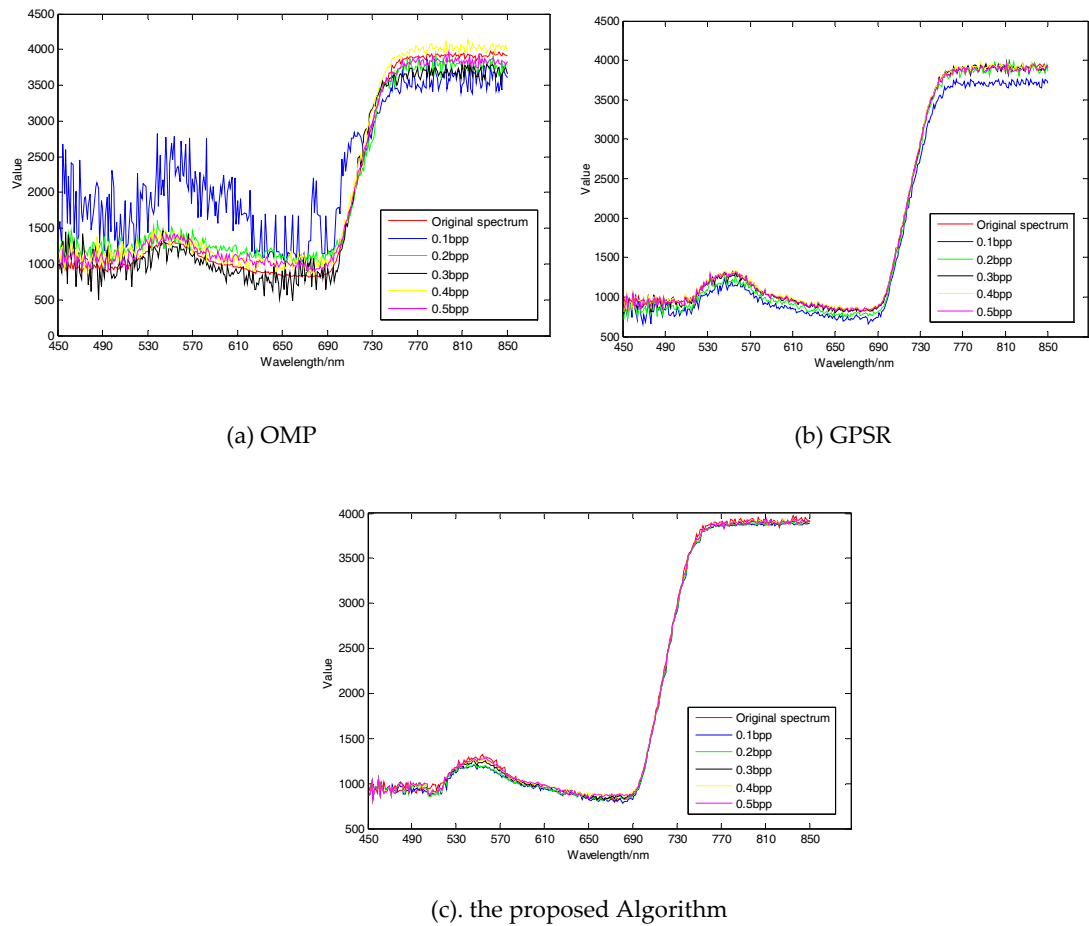 4500
4000
3500
3000
2500
2000
1500
1000
500
0
Value
450 490 530 570 610 650 690 730 770 810 850
Wavelength/nm
Original spectrum
0.1bpp
0.2bpp
0.3bpp
0.4bpp
0.5bpp
(a) OMP
4500
4000
3500
3000
2500
2000
1500
1000
500
Value
450 490 530 570 610 650 690 730 770 810 850
Wavelength/nm
Original spectrum
0.1bpp
0.2bpp
0.3bpp
0.4bpp
0.5bpp
(b) GPSR
4000
3500
3000
2500
2000
1500
1000
500
Value
450 490 530 570 610 650 690 730 770 810 850
Wavelength/nm
Original spectrum
0.1bpp
0.2bpp
0.3bpp
0.4bpp
0.5bpp
(c). the proposed Algorithm